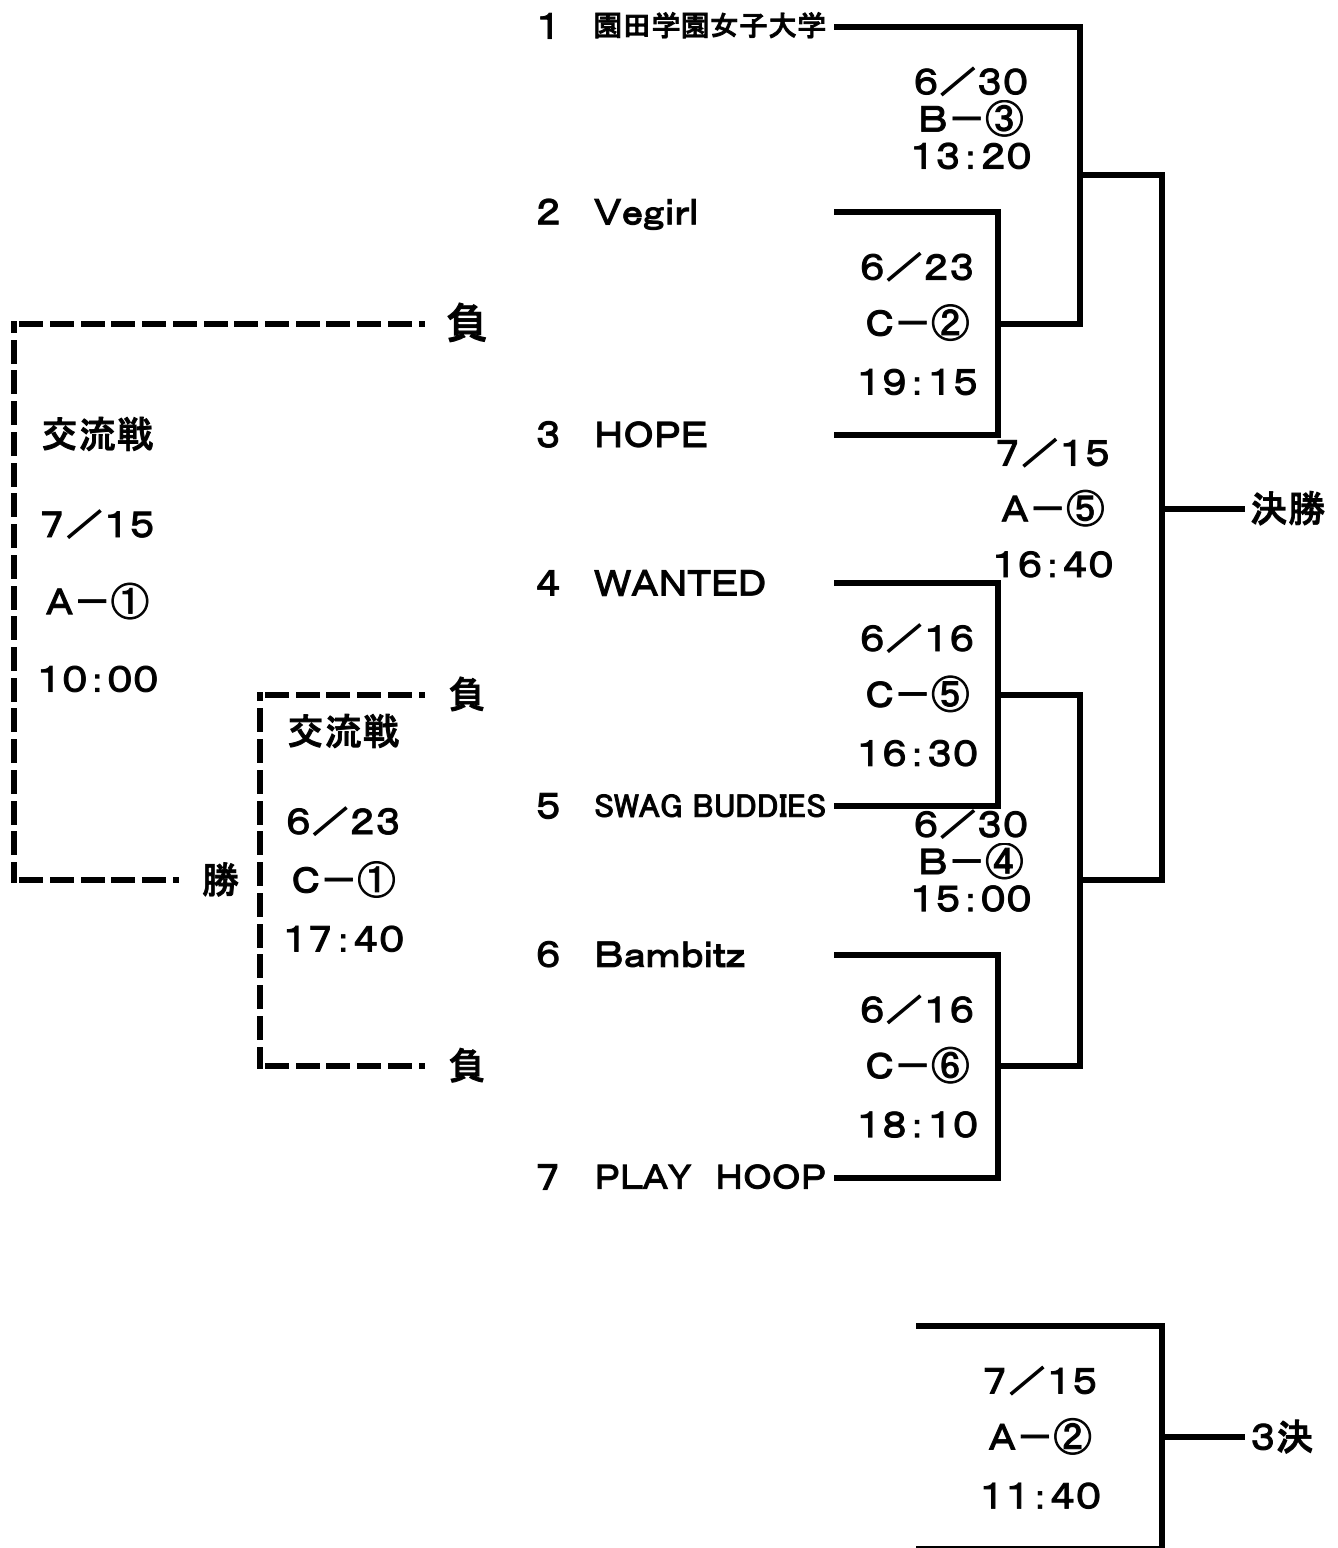 １ 園田学園女子大学
６／３０
Ｂ－③
１３：２０
２ Ｖegirl
６／２３
Ｃ－②
１９：１５
負
３ ＨＯＰＥ
交流戦
７／１５
Ａ－①
１０：００
７／１５
Ａ－⑤
１６：４０
決勝
４ ＷＡＮＴＥＤ
６／１６
Ｃ－⑤
１６：３０
負
５ SWAG BUDDIES
交流戦
６／２３
Ｃ－①
１７：４０
勝
６／３０
Ｂ－④
１５：００
６ Ｂambitz
６／１６
Ｃ－⑥
１８：１０
負
７ ＰＬＡＹ　ＨＯＯＰ
７／１５
Ａ－②
１１：４０
３決